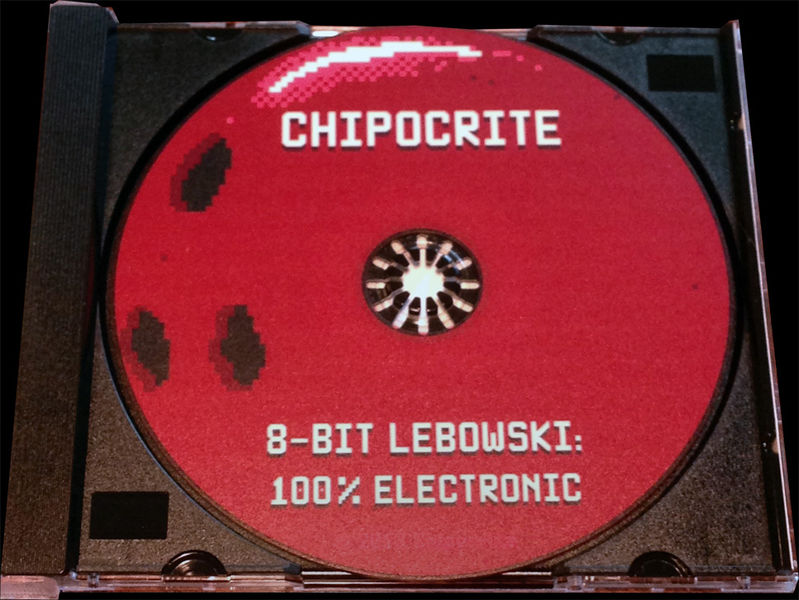 CHIPOCRITE
8-BIT LEBOWSKI:
100% ELECTRONIC